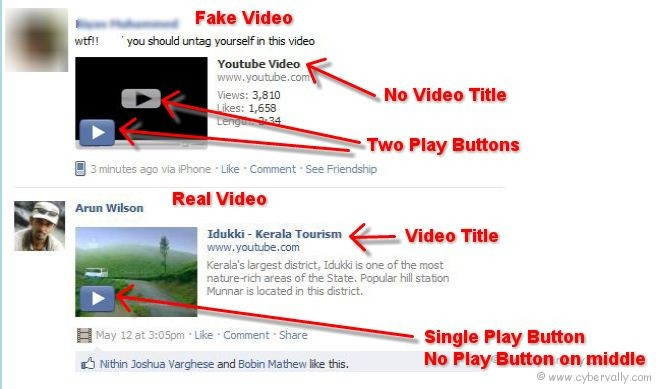 Fake Video
wtf!! ' you should untag yourself in this video
Youtube Video
www.youtube.com
No Video Title
Views: 3,810
Likes: 1,658
Length: 2:34
Two Play Buttons
3 minutes ago via iPhone · Like · Comment · See Friendship
Real Video
Arun Wilson
Idukki - Kerala Tourism
Video Title
www.youtube.com
Kerala's largest district, Idukki is one of the most
nature-rich areas of the State. Popular hill station
Munnar is located in this district.
May 12 at 3:05pm · Like · Comment · Share
Single Play Button
No Play Button on middle
Nithin Joshua Varghese and Bobin Mathew like this.
© www.cybervally.com